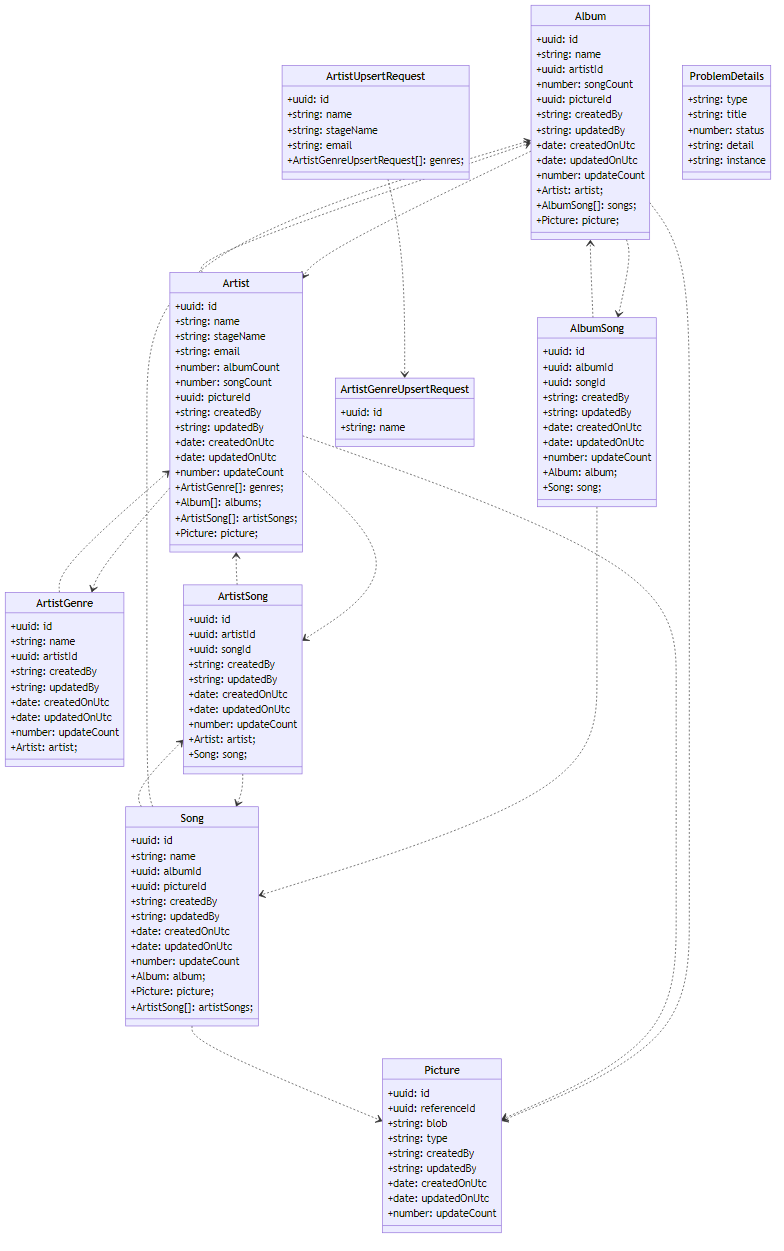 Album
+uuid: id
+string: name
+uuid: artistId
+number: songCount
+uuid: pictureId
+string: createdBy
+string: updatedBy
+date: createdOnUtc
+date: updatedOnUtc
+number: updateCount
+Artist: artist;
+AlbumSong[]: songs;
+Picture: picture;
ArtistUpsertRequest
+uuid: id
+string: name
+string: stageName
+string: email
+ArtistGenreUpsertRequest[]: genres;
ProblemDetails
+string: type
+string: title
+number: status
+string: detail
+string: instance
Artist
+uuid: id
+string: name
+string: stageName
+string: email
+number: albumCount
+number: songCount
+uuid: pictureId
+string: createdBy
+string: updatedBy
+date: createdOnUtc
+date: updatedOnUtc
+number: updateCount
+ArtistGenre[]: genres;
+Album[]: albums;
+ArtistSong[]: artistSongs;
+Picture: picture;
ArtistGenreUpsertRequest
+uuid: id
+string: name
AlbumSong
+uuid: id
+uuid: albumId
+uuid: songId
+string: createdBy
+string: updatedBy
+date: createdOnUtc
+date: updatedOnUtc
+number: updateCount
+Album: album;
+Song: song;
ArtistGenre
+uuid: id
+string: name
+uuid: artistId
+string: createdBy
+string: updatedBy
+date: createdOnUtc
+date: updatedOnUtc
+number: updateCount
+Artist: artist;
ArtistSong
+uuid: id
+uuid: artistId
+uuid: songId
+string: createdBy
+string: updatedBy
+date: createdOnUtc
+date: updatedOnUtc
+number: updateCount
+Artist: artist;
+Song: song;
Song
+uuid: id
+string: name
+uuid: albumId
+uuid: pictureId
+string: createdBy
+string: updatedBy
+date: createdOnUtc
+date: updatedOnUtc
+number: updateCount
+Album: album;
+Picture: picture;
+ArtistSong[]: artistSongs;
Picture
+uuid: id
+uuid: referenceId
+string: blob
+string: type
+string: createdBy
+string: updatedBy
+date: createdOnUtc
+date: updatedOnUtc
+number: updateCount